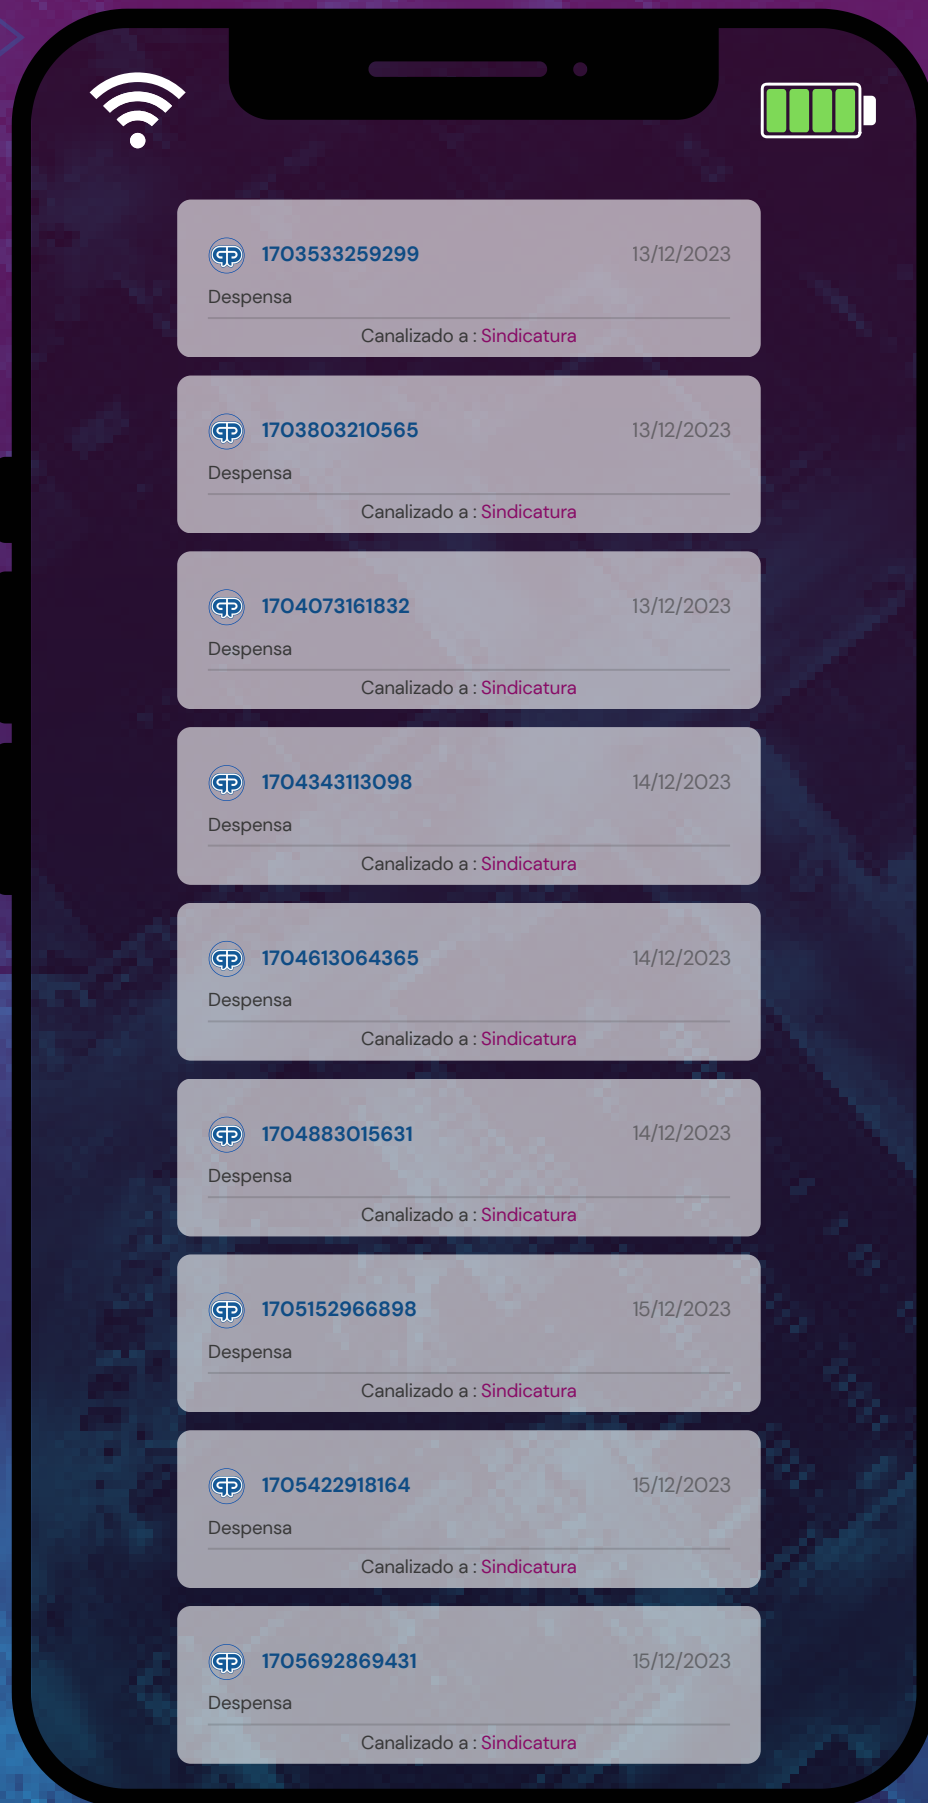 1703533259299 13/12/2023
Despensa
Canalizado a : Sindicatura
1703803210565 13/12/2023
Despensa
Canalizado a : Sindicatura
1704073161832 13/12/2023
Despensa
Canalizado a : Sindicatura
1704343113098 14/12/2023
Despensa
Canalizado a : Sindicatura
1704613064365 14/12/2023
Despensa
Canalizado a : Sindicatura
1704883015631 14/12/2023
Despensa
Canalizado a : Sindicatura
1705152966898 15/12/2023
Despensa
Canalizado a : Sindicatura
1705422918164 15/12/2023
Despensa
Canalizado a : Sindicatura
1705692869431 15/12/2023
Despensa
Canalizado a : Sindicatura